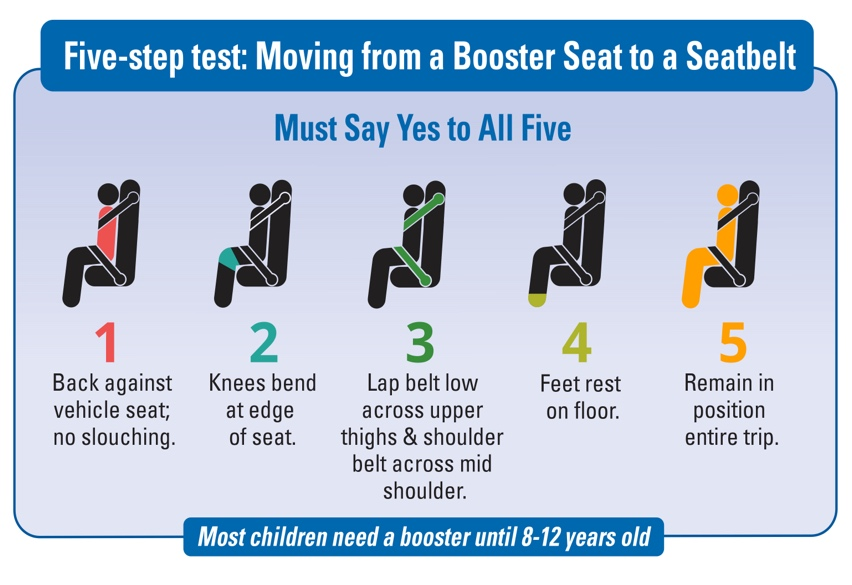 Five-step test: Moving from a Booster Seat to a Seatbelt
Must Say Yes to All Five
1
Back against
vehicle seat;
no slouching.
2
Knees bend
at edge
of seat.
3
Lap belt low
across upper
thighs & shoulder
belt across mid
shoulder.
4
Feet rest
on floor.
5
Remain in
position
entire trip.
Most children need a booster until 8-12 years old